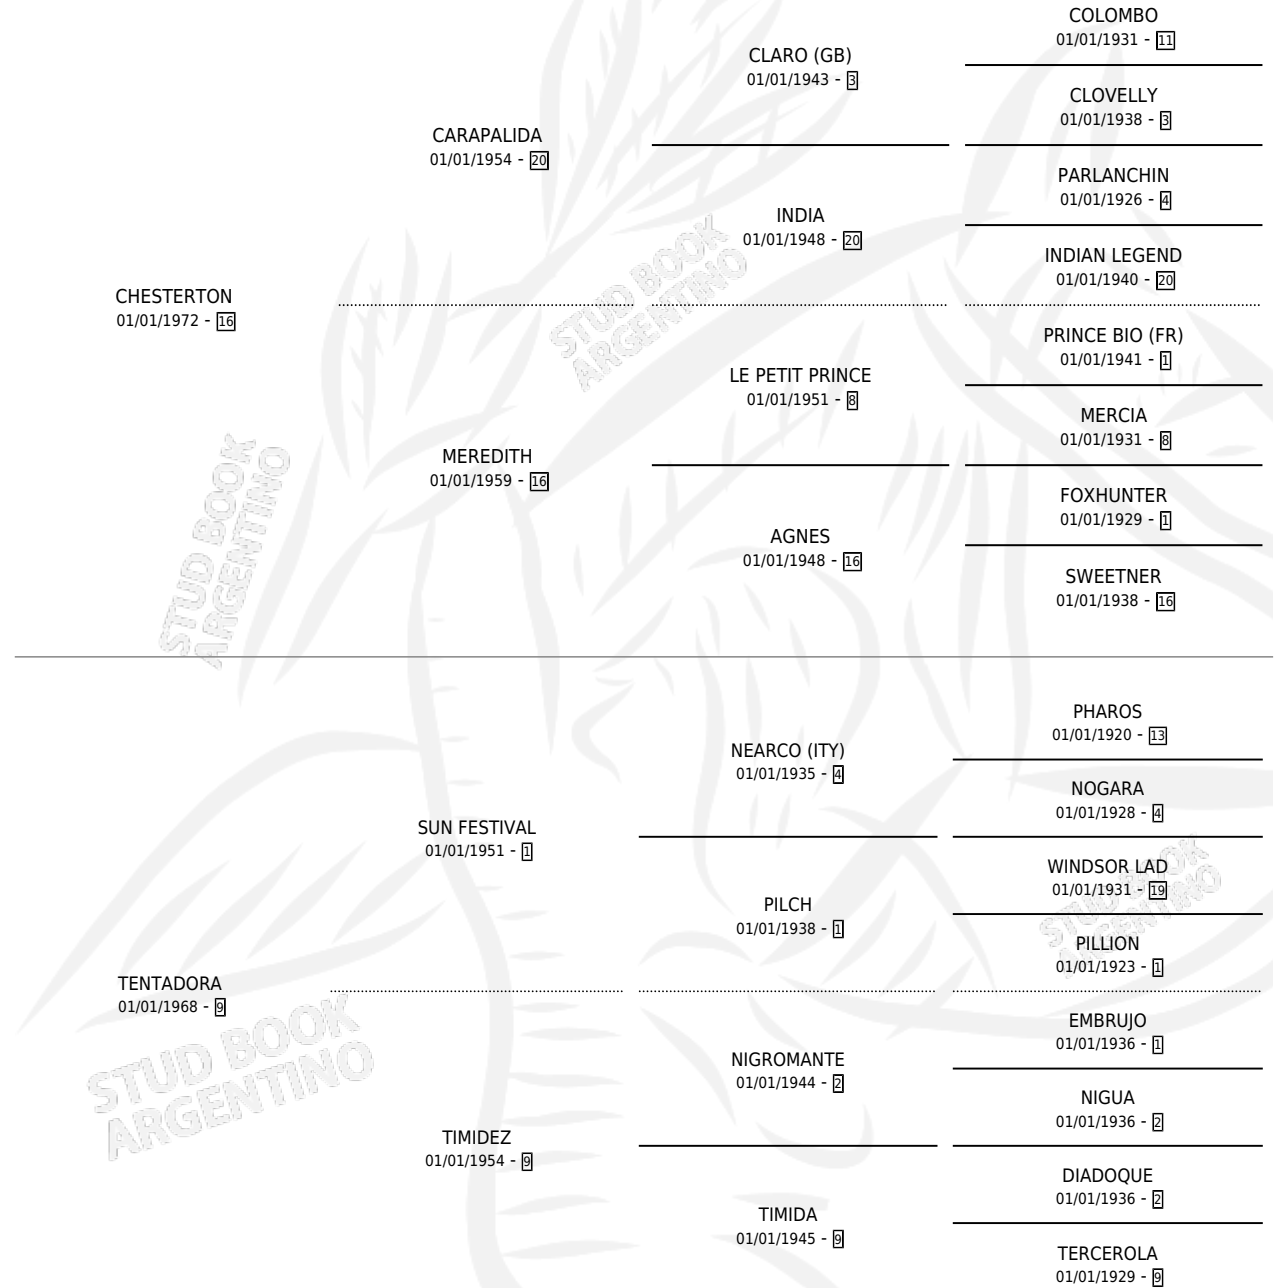 COLOMBO
01/01/1931 - 11
CLARO (GB)
01/01/1943 - 3
CLOVELLY
01/01/1938 - 3
CARAPALIDA
01/01/1954 - 20
PARLANCHIN
01/01/1926 - 4
INDIA
01/01/1948 - 20
INDIAN LEGEND
01/01/1940 - 20
CHESTERTON
01/01/1972 - 16
STUD BOOK
ARGENTINO
PRINCE BIO (FR)
01/01/1941 - 1
LE PETIT PRINCE
01/01/1951 - 8
MERCIA
01/01/1931 - 8
MEREDITH
01/01/1959 - 16
FOXHUNTER
01/01/1929 - 1
AGNES
01/01/1948 - 16
SWEETNER
01/01/1938 - 16
STUD BOOK
ARGENTINO
PHAROS
01/01/1920 - 13
NEARCO (ITY)
01/01/1935 - 4
NOGARA
01/01/1928 - 4
SUN FESTIVAL
01/01/1951 - 1
WINDSOR LAD
01/01/1931 - 19
PILCH
01/01/1938 - 1
STUD BOOK
ARGENTINO
PILLION
01/01/1923 - 1
TENTADORA
01/01/1968 - 9
EMBRUJO
01/01/1936 - 1
NIGROMANTE
01/01/1944 - 2
STUD BOOK
ARGENTINO
NIGUA
01/01/1936 - 2
TIMIDEZ
01/01/1954 - 9
DIADOQUE
01/01/1936 - 2
TIMIDA
01/01/1945 - 9
TERCEROLA
01/01/1929 - 9